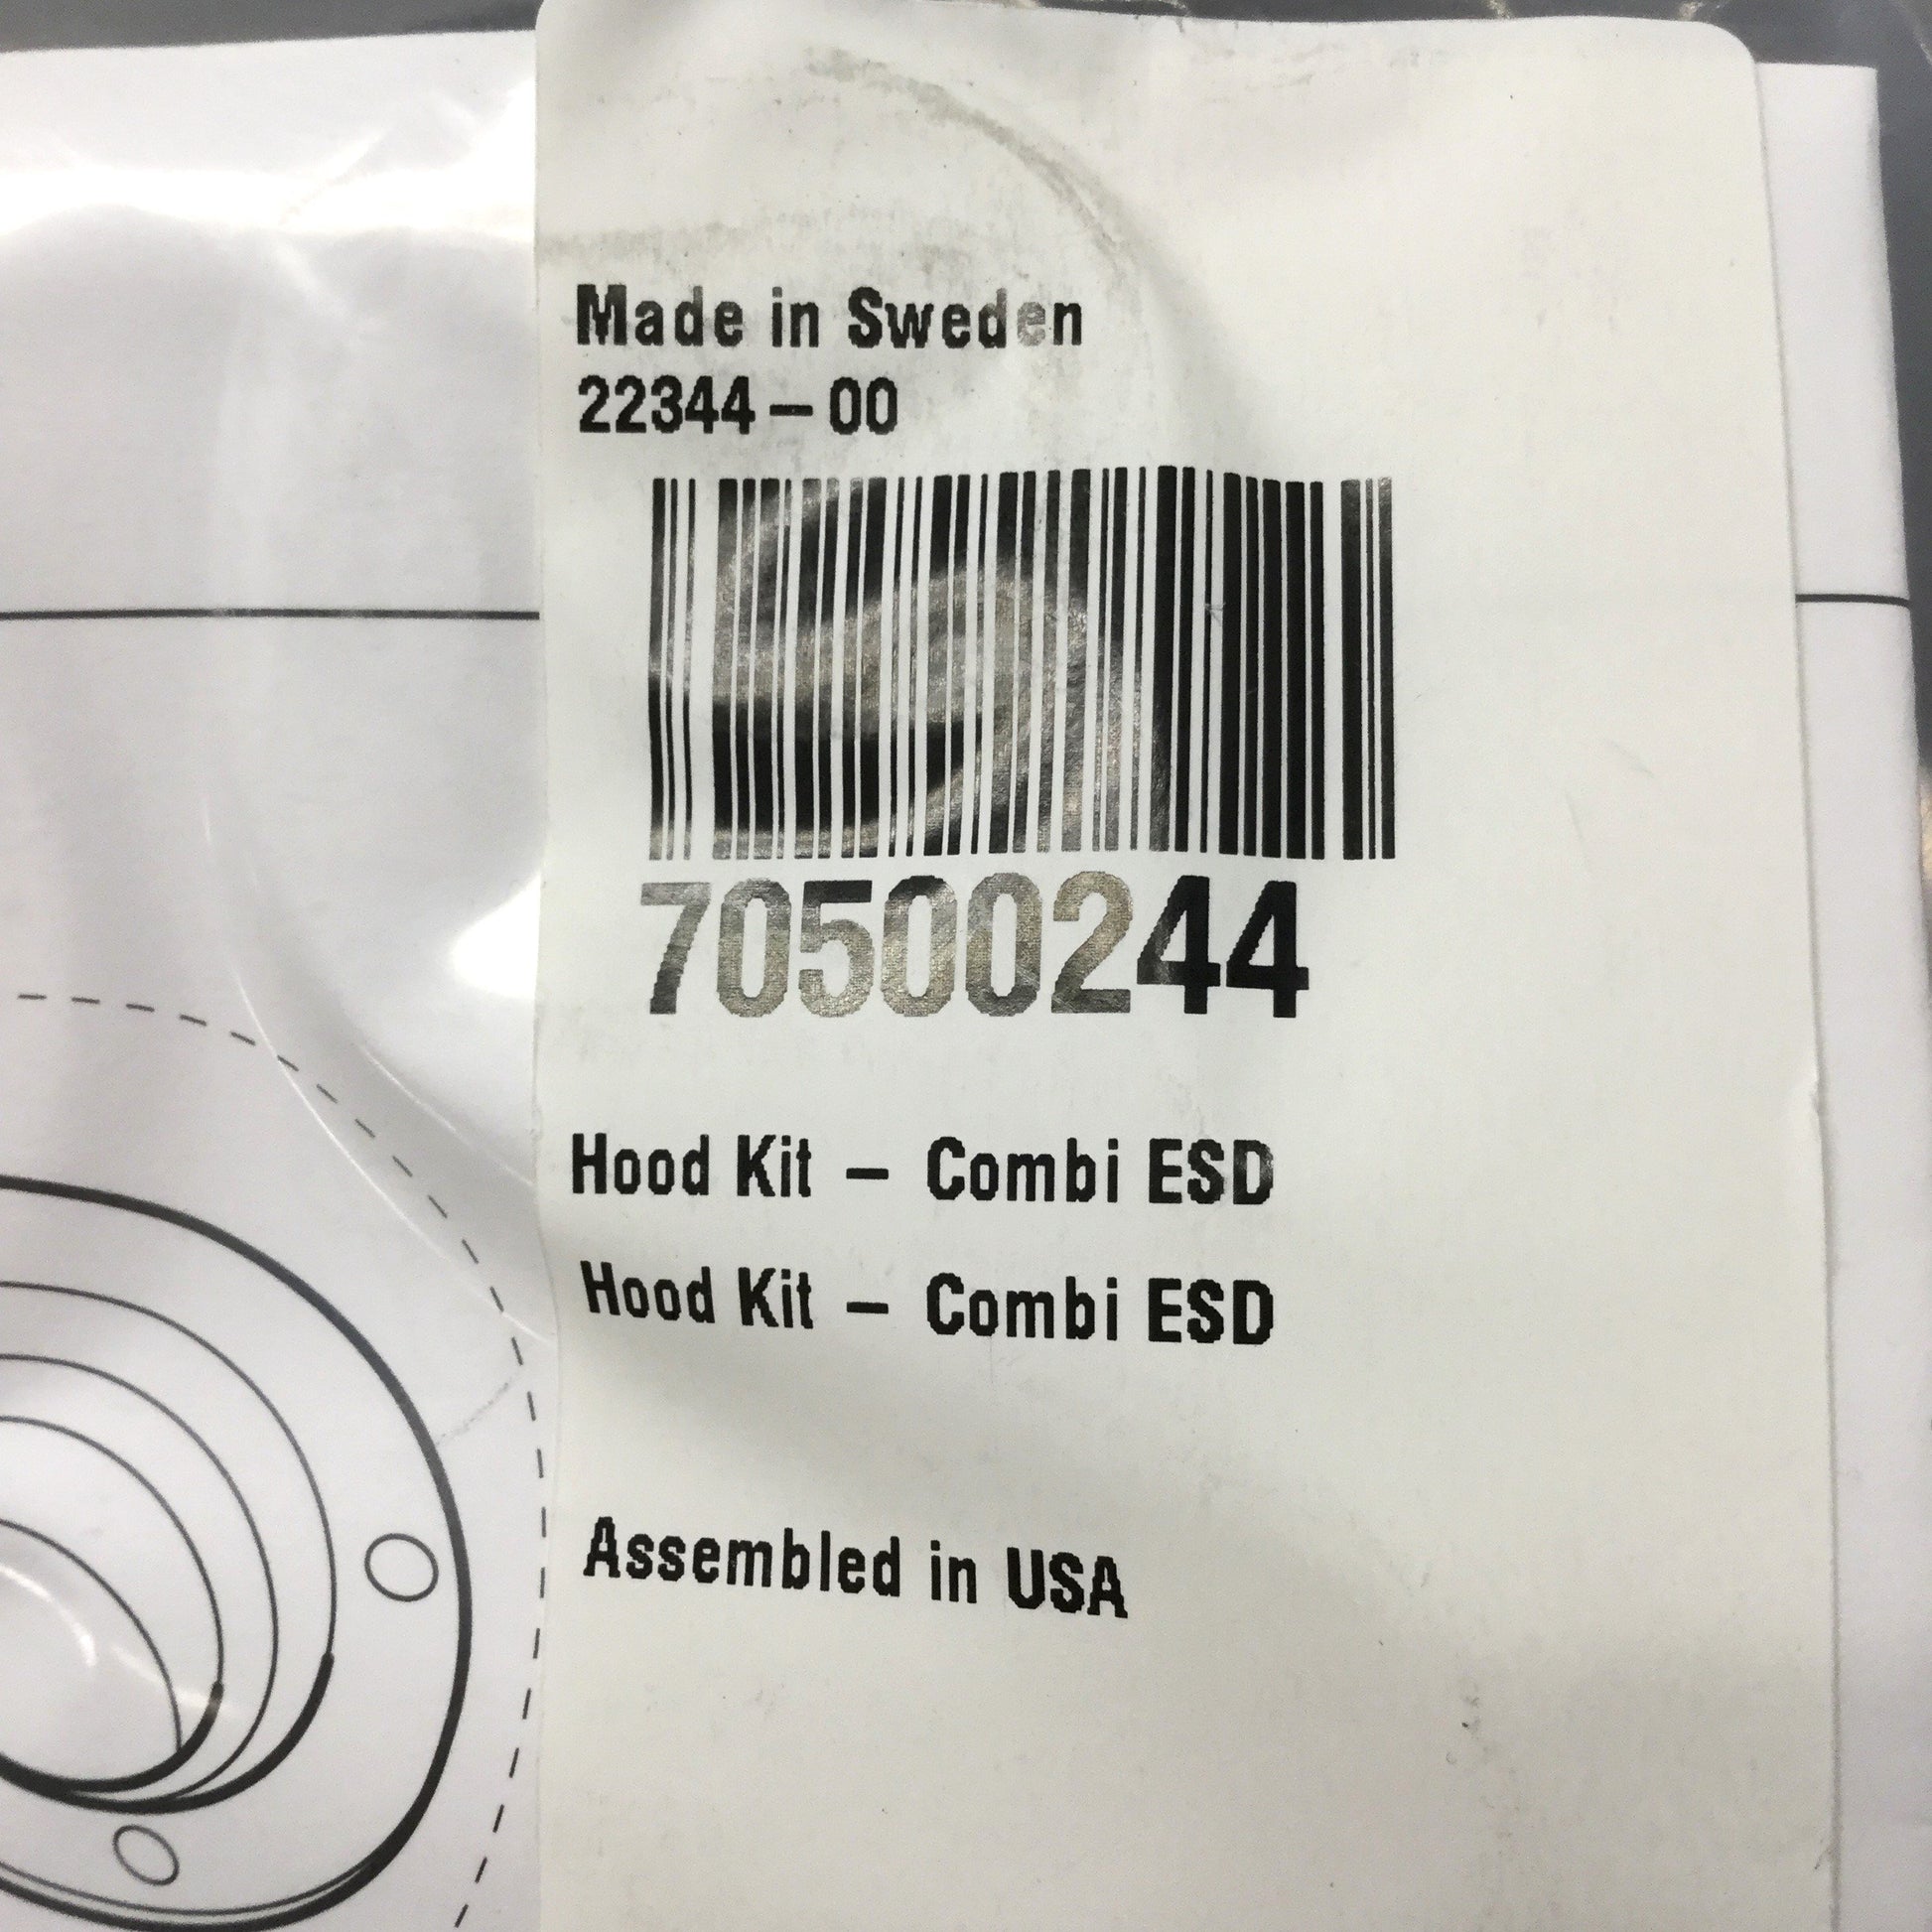 Made in Sweden
22344-00
70500244
Hood Kit - Combi ESD
Hood Kit - Combi ESD
Assembled in USA